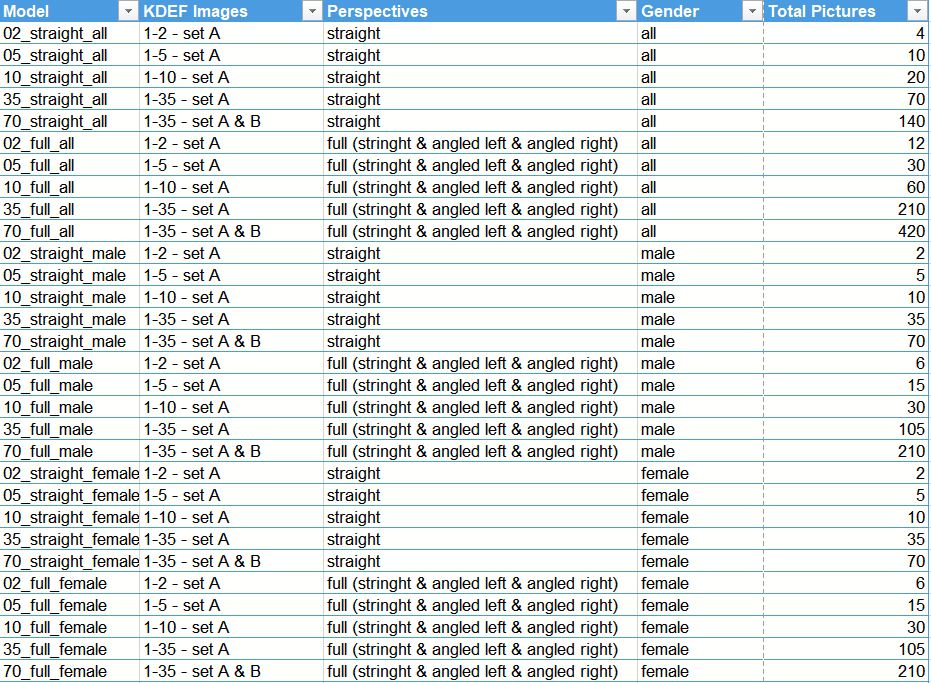 Model KDEF Images Perspectives Gender Total Pictures
02_straight_all 1-2 - set A straight all 4
05_straight_all 1-5 - set A straight all 10
10_straight_all 1-10 - set A straight all 20
35_straight_all 1-35 - set A straight all 70
70_straight_all 1-35 - set A & B straight all 140
02_full_all 1-2 - set A full (stringht & angled left & angled right) all 12
05_full_all 1-5 - set A full (stringht & angled left & angled right) all 30
10_full_all 1-10 - set A full (stringht & angled left & angled right) all 60
35_full_all 1-35 - set A full (stringht & angled left & angled right) all 210
70_full_all 1-35 - set A & B full (stringht & angled left & angled right) all 420
02_straight_male 1-2 - set A straight male 2
05_straight_male 1-5 - set A straight male 5
10_straight_male 1-10 - set A straight male 10
35_straight_male 1-35 - set A straight male 35
70_straight_male 1-35 - set A & B straight male 70
02_full_male 1-2 - set A full (stringht & angled left & angled right) male 6
05_full_male 1-5 - set A full (stringht & angled left & angled right) male 15
10_full_male 1-10 - set A full (stringht & angled left & angled right) male 30
35_full_male 1-35 - set A full (stringht & angled left & angled right) male 105
70_full_male 1-35 - set A & B full (stringht & angled left & angled right) male 210
02_straight_female 1-2 - set A straight female 2
05_straight_female 1-5 - set A straight female 5
10_straight_female 1-10 - set A straight female 10
35_straight_female 1-35 - set A straight female 35
70_straight_female 1-35 - set A & B straight female 70
02_full_female 1-2 - set A full (stringht & angled left & angled right) female 6
05_full_female 1-5 - set A full (stringht & angled left & angled right) female 15
10_full_female 1-10 - set A full (stringht & angled left & angled right) female 30
35_full_female 1-35 - set A full (stringht & angled left & angled right) female 105
70_full_female 1-35 - set A & B full (stringht & angled left & angled right) female 210